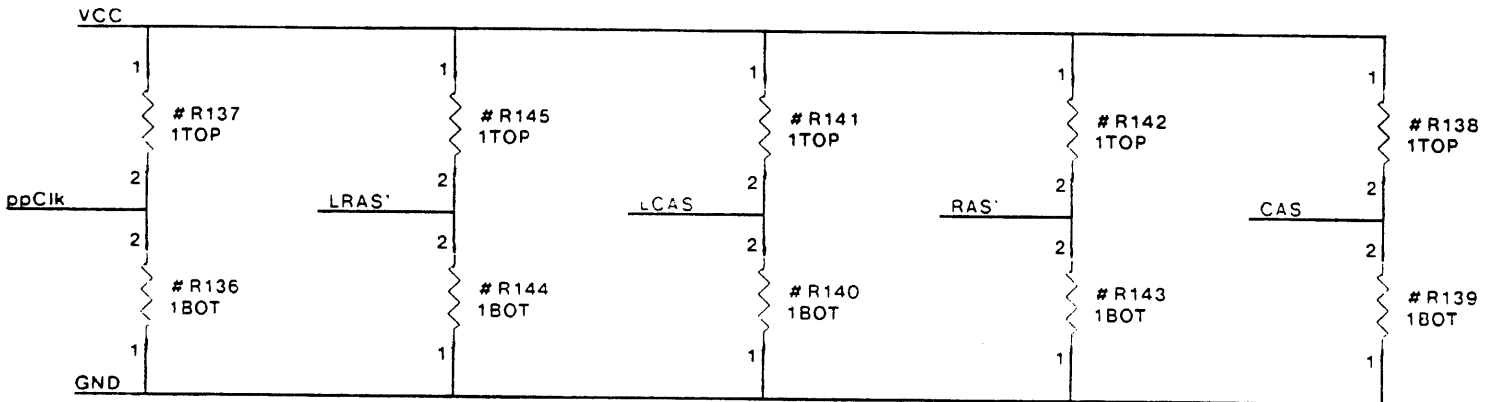 VCC
1 1 1 1 1
#R137 #R145 #R141 #R142 #R138
1TOP 1TOP 1TOP 1TOP 1TOP
2 2 2 2 2
ppClk LRAS' LCAS RAS' CAS
2 2 2 2 2
#R136 #R144 #R140 #R143 #R139
1BOT 1BOT 1BOT 1BOT 1BOT
1 1 1 1 1
GND